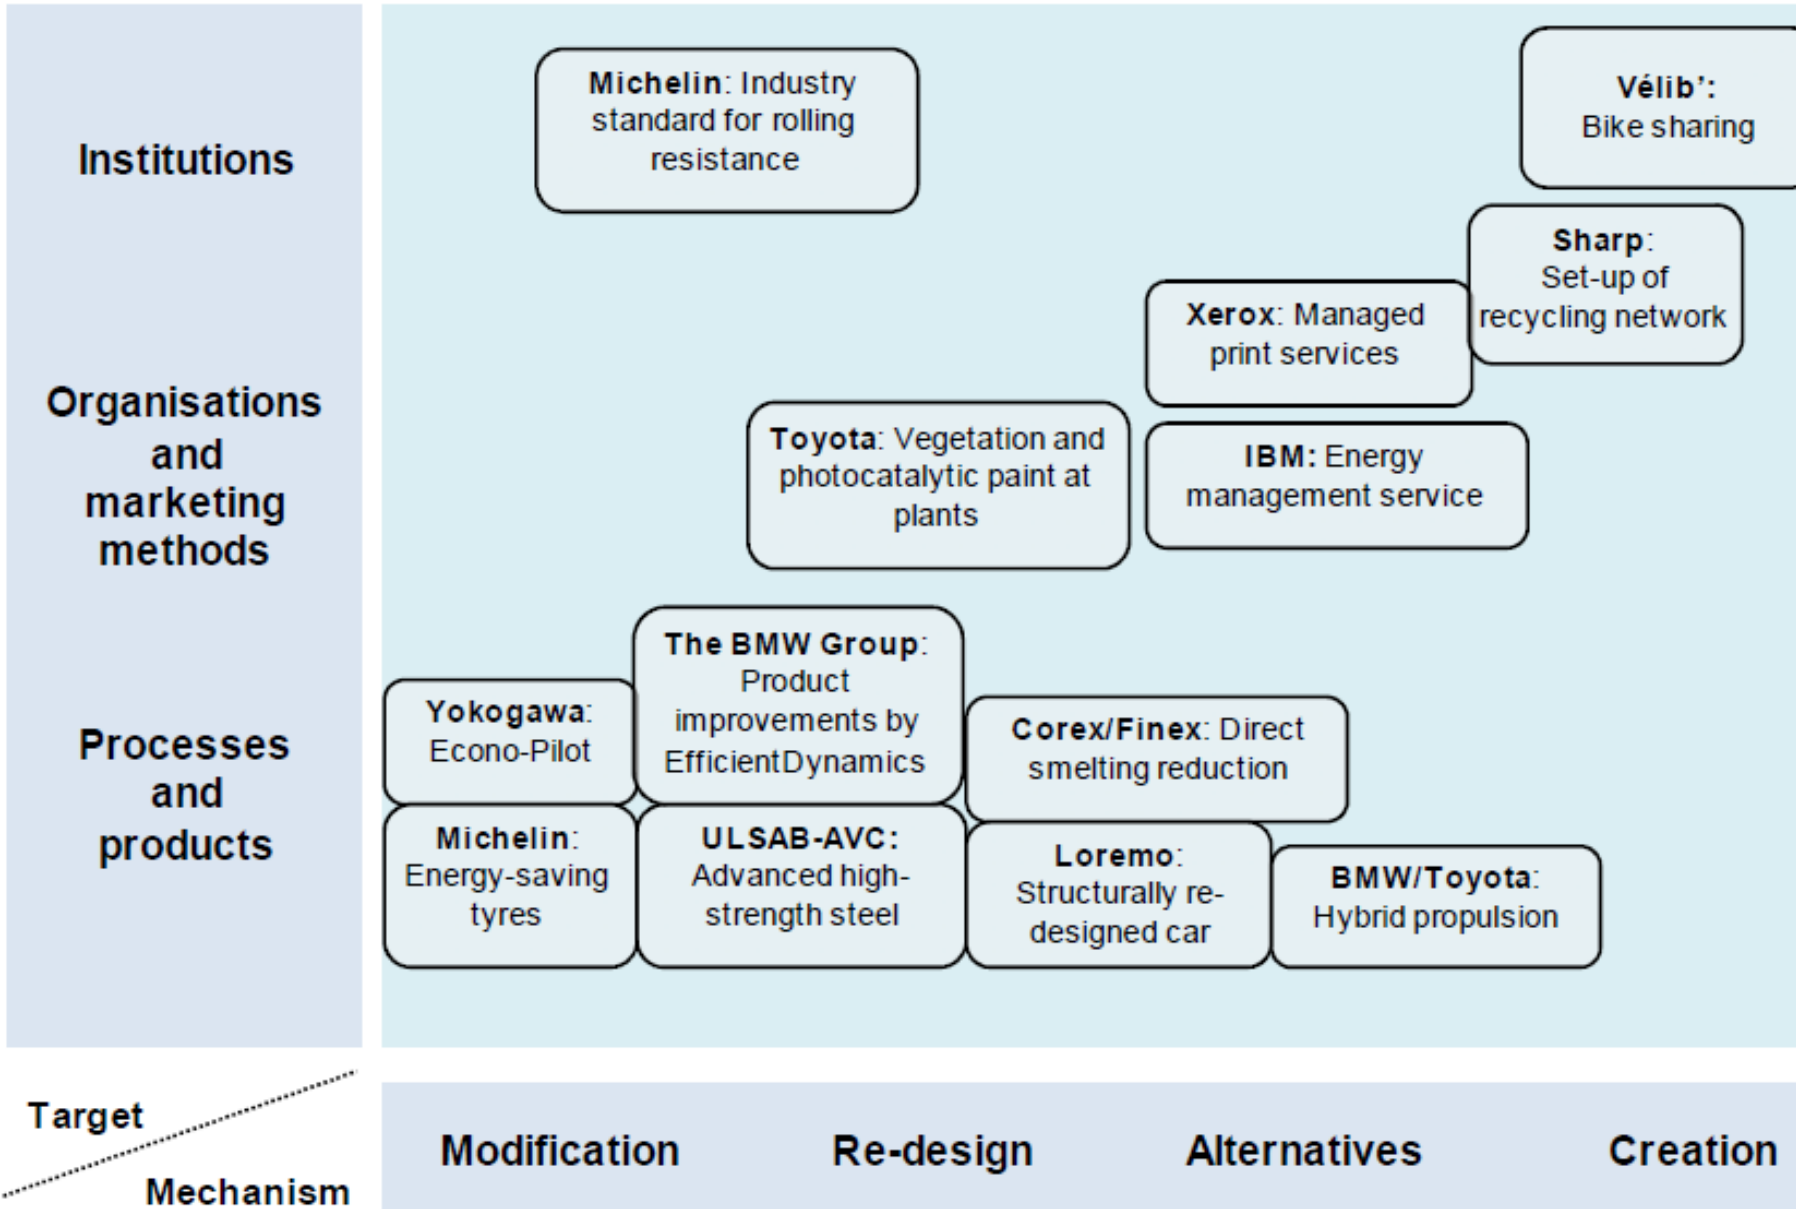 Institutions
Michelin: Industry
standard for rolling
resistance
Vélib’:
Bike sharing
Sharp:
Set-up of
recycling network
Xerox: Managed
print services
Organisations
and
marketing
methods
Toyota: Vegetation and
photocatalytic paint at
plants
IBM: Energy
management service
Processes
and
products
Yokogawa:
Econo-Pilot
The BMW Group:
Product
improvements by
EfficientDynamics
Corex/Finex: Direct
smelting reduction
Michelin:
Energy-saving
tyres
ULSAB-AVC:
Advanced high-
strength steel
Loremo:
Structurally re-
designed car
BMW/Toyota:
Hybrid propulsion
Target
Mechanism
Modification
Re-design
Alternatives
Creation